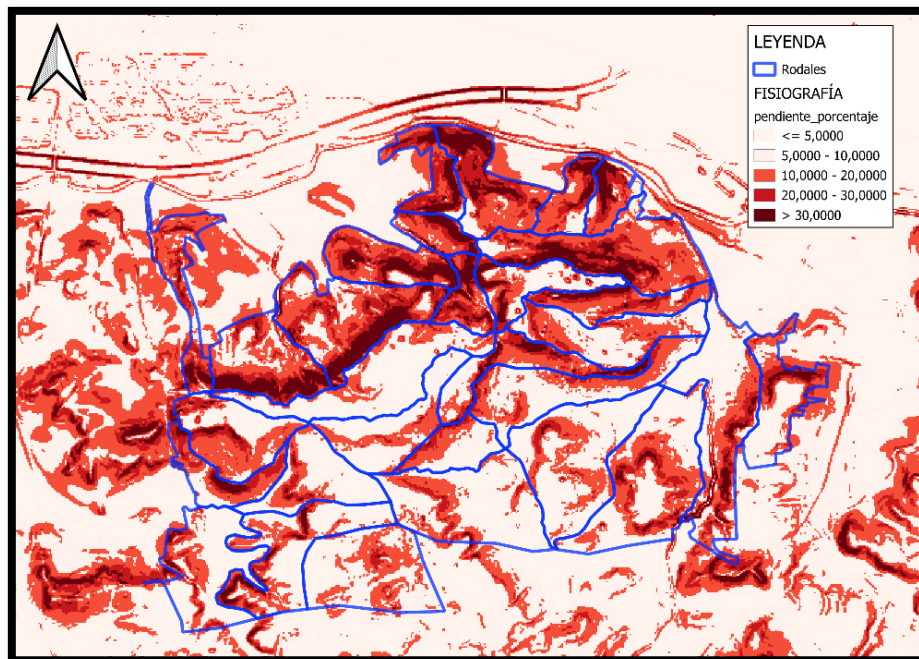 LEYENDA
Rodales
FISIOGRAFÍA
pendiente_porcentaje
<= 5,0000
5,0000 - 10,0000
10,0000 - 20,0000
20,0000 - 30,0000
> 30,0000